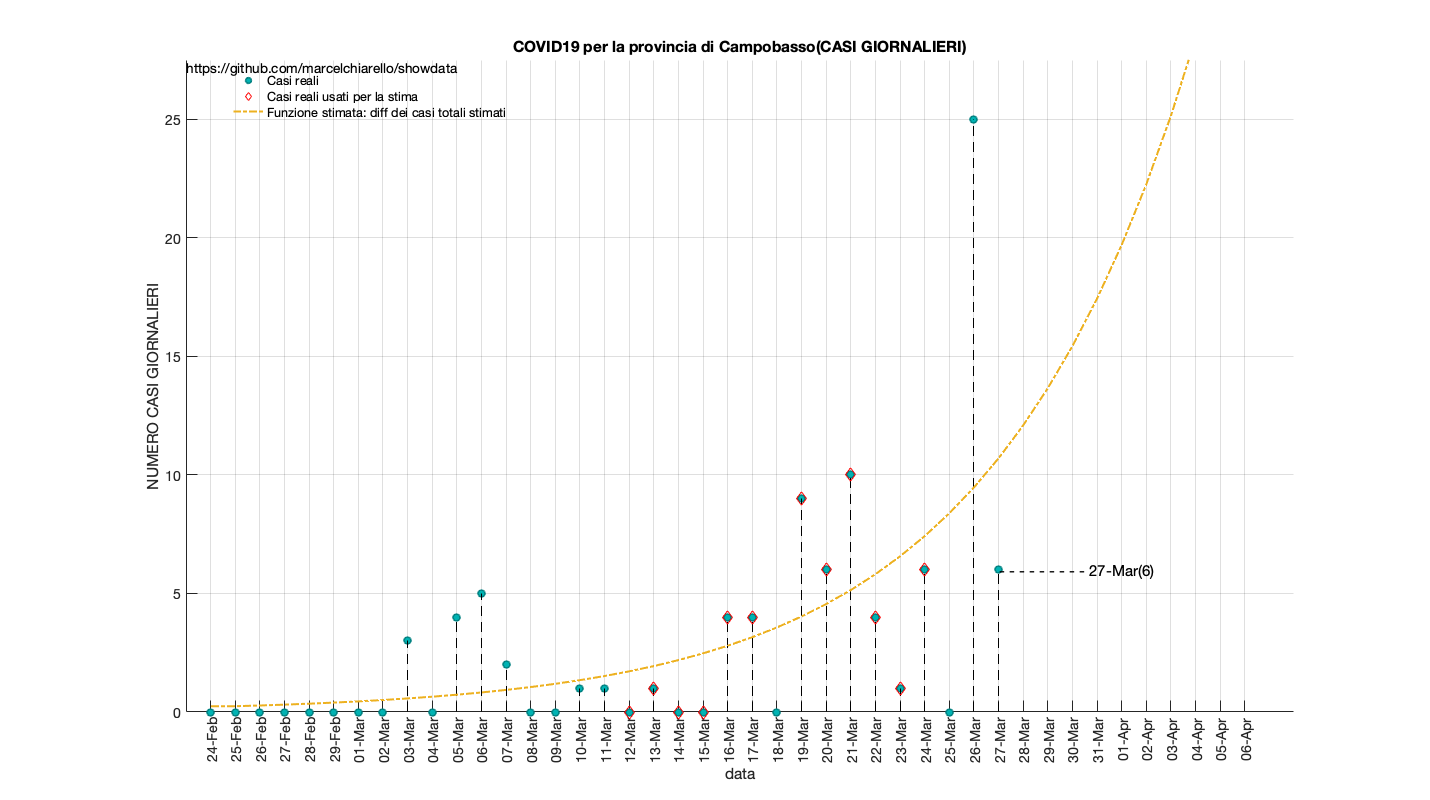 COVID19 per la provincia di Campobasso(CASI GIORNALIERI)
https://github.com/marcelchiarello/showdata
Casi reali
Casi reali usati per la stima
Funzione stimata: diff dei casi totali stimati
NUMERO CASI GIORNALIERI
25
20
15
10
5
0
27-Mar(6)
24-Feb
25-Feb
26-Feb
27-Feb
28-Feb
29-Feb
01-Mar
02-Mar
03-Mar
04-Mar
05-Mar
06-Mar
07-Mar
08-Mar
09-Mar
10-Mar
11-Mar
12-Mar
13-Mar
14-Mar
15-Mar
16-Mar
17-Mar
18-Mar
19-Mar
20-Mar
21-Mar
22-Mar
23-Mar
24-Mar
25-Mar
26-Mar
27-Mar
28-Mar
29-Mar
30-Mar
31-Mar
01-Apr
02-Apr
03-Apr
04-Apr
05-Apr
06-Apr
data